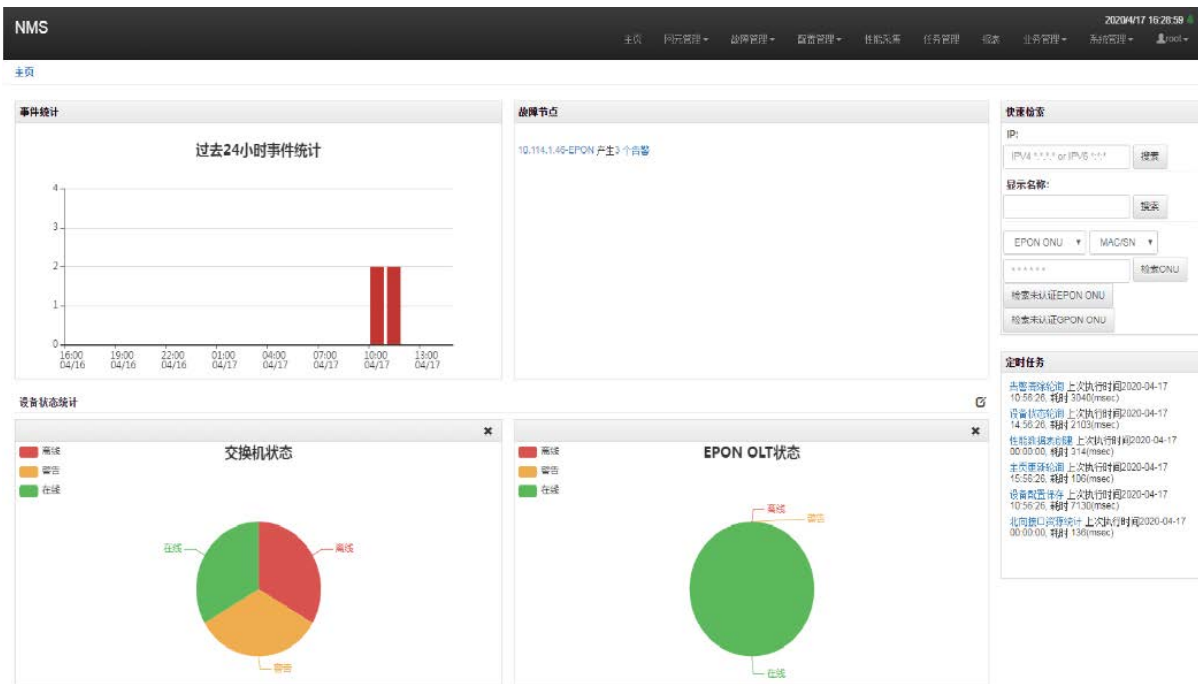 NMS
2020/4/17 16:28:59
主页 网元管理 故障管理 配置管理 性能采集 任务管理 报表 业务管理 系统管理 root
主页
事件统计
过去24小时事件统计
4
3
2
1
0
16:00 19:00 22:00 01:00 04:00 07:00 10:00 13:00
04/16 04/16 04/16 04/17 04/17 04/17 04/17 04/17
故障节点
10.114.1.46-EPON 产生3 个告警
快速检索
IP:
IPV4 *.*.*.* or IPV6 *:*:* 搜索
显示名称:
搜索
EPON ONU MAC/SN
****** 检索ONU
检索未认证EPON ONU
检索未认证GPON ONU
定时任务
告警清除轮询 上次执行时间2020-04-17
10:56:26, 耗时 3040(msec)
设备状态轮询 上次执行时间2020-04-17
14:56:26, 耗时 2103(msec)
性能数据表创建 上次执行时间2020-04-17
00:00:00, 耗时 314(msec)
主页更新轮询 上次执行时间2020-04-17
15:56:26, 耗时 106(msec)
设备配置保存 上次执行时间2020-04-17
10:56:26, 耗时 7130(msec)
北向接口资源统计 上次执行时间2020-04-17
00:00:00, 耗时 136(msec)
设备状态统计
离线
警告
在线
交换机状态
在线
离线
警告
离线
警告
在线
EPON OLT状态
离线
警告
在线